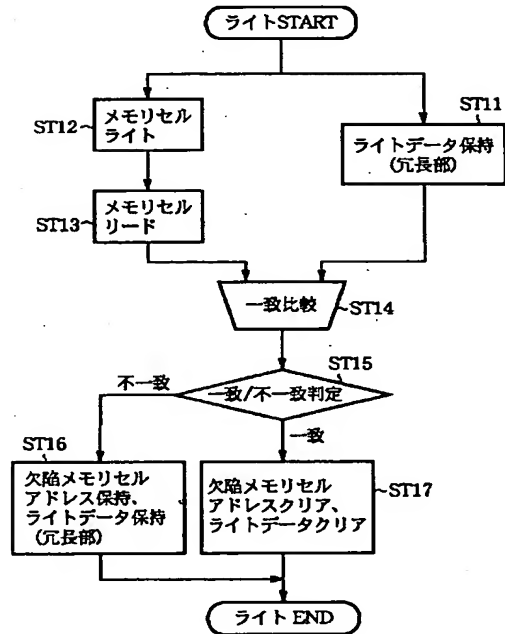 ライトSTART
ST12
メモリセル
ライト
ST11
ライトデータ保持
(冗長部)
ST13
メモリセル
リード
一致比較
ST14
ST15
不一致
一致/不一致判定
一致
ST16
欠陥メモリセル
アドレス保持、
ライトデータ保持
(冗長部)
欠陥メモリセル
アドレスクリア、
ライトデータクリア
ST17
ライト END